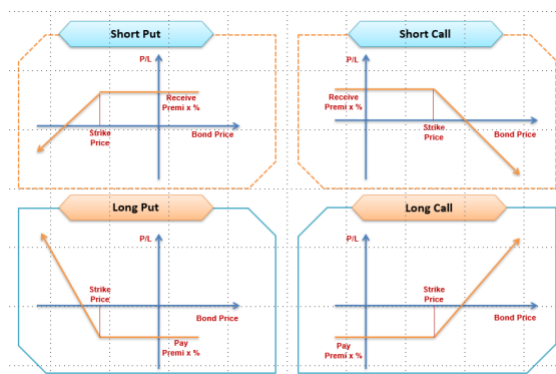 Short Put
P/L
Receive
Premi x %
Strike
Price
Bond Price
Short Call
P/L
Receive
Premi x %
Strike
Price
Bond Price
Long Put
P/L
Strike
Price
Bond Price
Pay
Premi x %
Long Call
P/L
Strike
Price
Bond Price
Pay
Premi x %